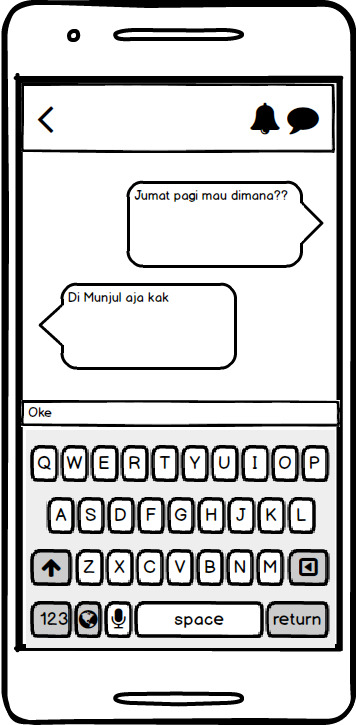 Jumat pagi mau dimana??
Di Munjul aja kak
Oke
Q W E R T Y U I O P
A S D F G H J K L
Z X C V B N M
123 space return